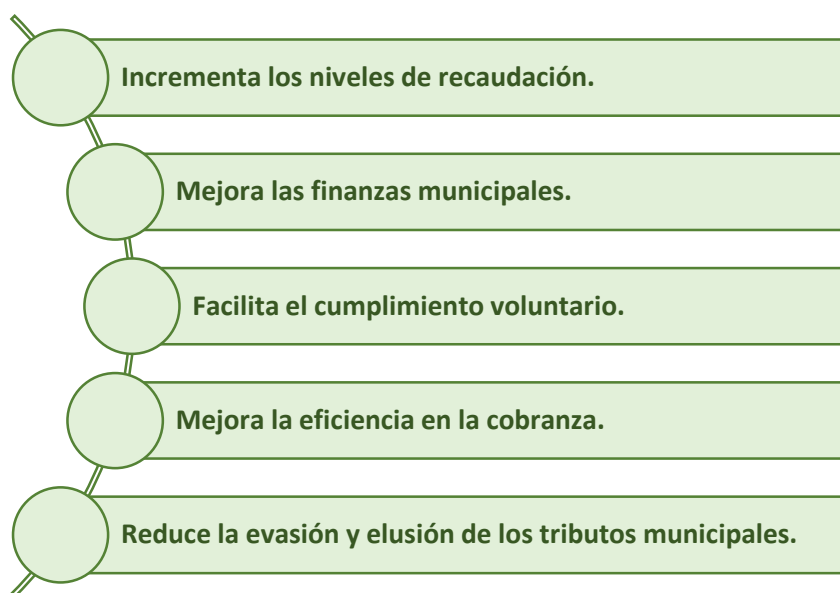 Incrementa los niveles de recaudación.
Mejora las finanzas municipales.
Facilita el cumplimiento voluntario.
Mejora la eficiencia en la cobranza.
Reduce la evasión y elusión de los tributos municipales.